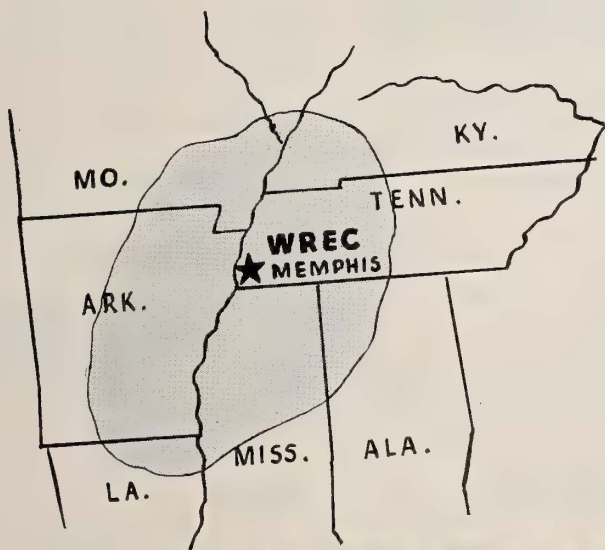 KY.
MO.
TENN.
WREC
MEMPHIS
ARK.
MISS.
ALA.
LA.